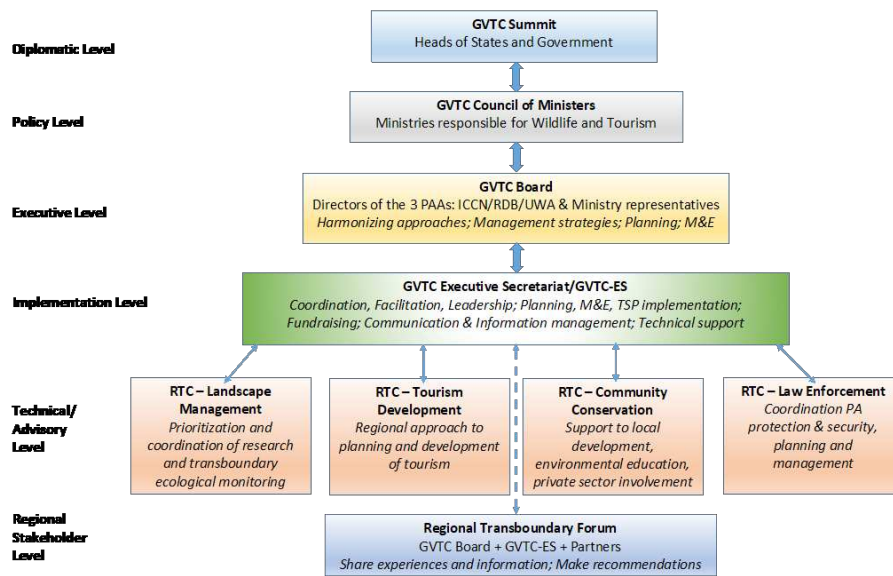 Diplomatic Level
GVTC Summit
Heads of States and Government
Policy Level
GVTC Council of Ministers
Ministries responsible for Wildlife and Tourism
Executive Level
GVTC Board
Directors of the 3 PAAs: ICCN/RDB/UWA & Ministry representatives
Harmonizing approaches; Management strategies; Planning; M&E
Implementation Level
GVTC Executive Secretariat/GVTC-ES
Coordination, Facilitation, Leadership; Planning, M&E, TSP implementation;
Fundraising; Communication & Information management; Technical support
Technical/
Advisory
Level
RTC – Landscape
Management
Prioritization and
coordination of research
and transboundary
ecological monitoring
RTC – Tourism
Development
Regional approach to
planning and development
of tourism
RTC – Community
Conservation
Support to local
development,
environmental education,
private sector involvement
RTC – Law Enforcement
Coordination PA
protection & security,
planning and
management
Regional
Stakeholder
Level
Regional Transboundary Forum
GVTC Board + GVTC-ES + Partners
Share experiences and information; Make recommendations